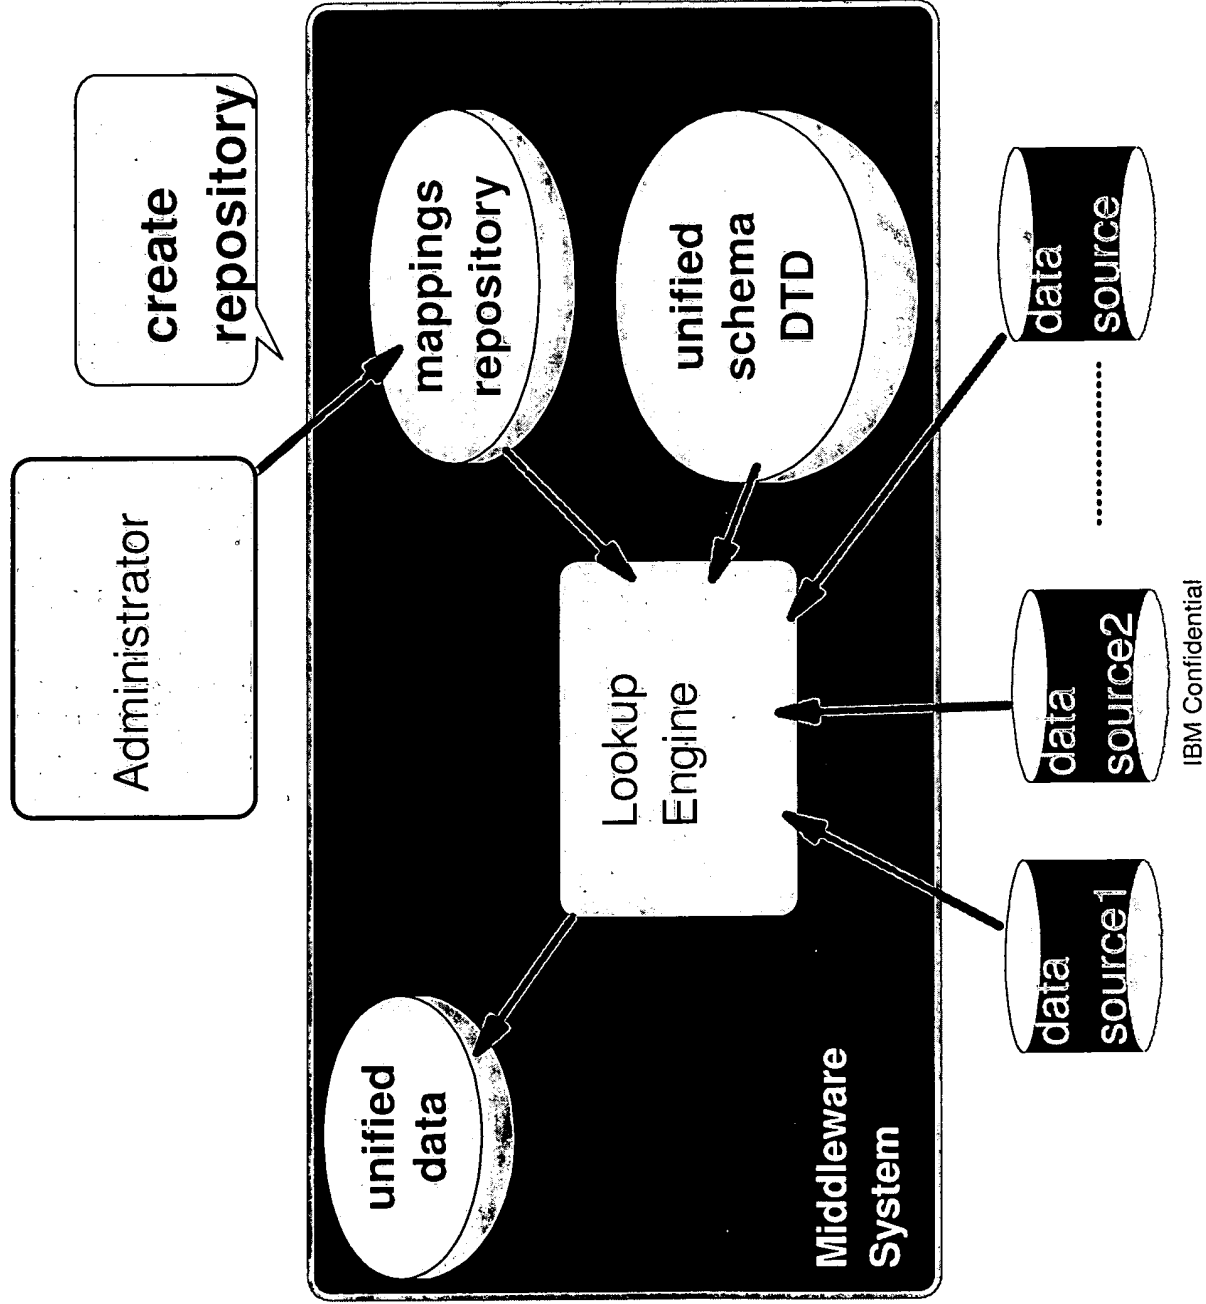 Administrator
create
repository
mappings
repository
unified
schema
DTD
unified
data
Lookup
Engine
Middleware
System
data
source1
data
source2
data
source
IBM Confidential